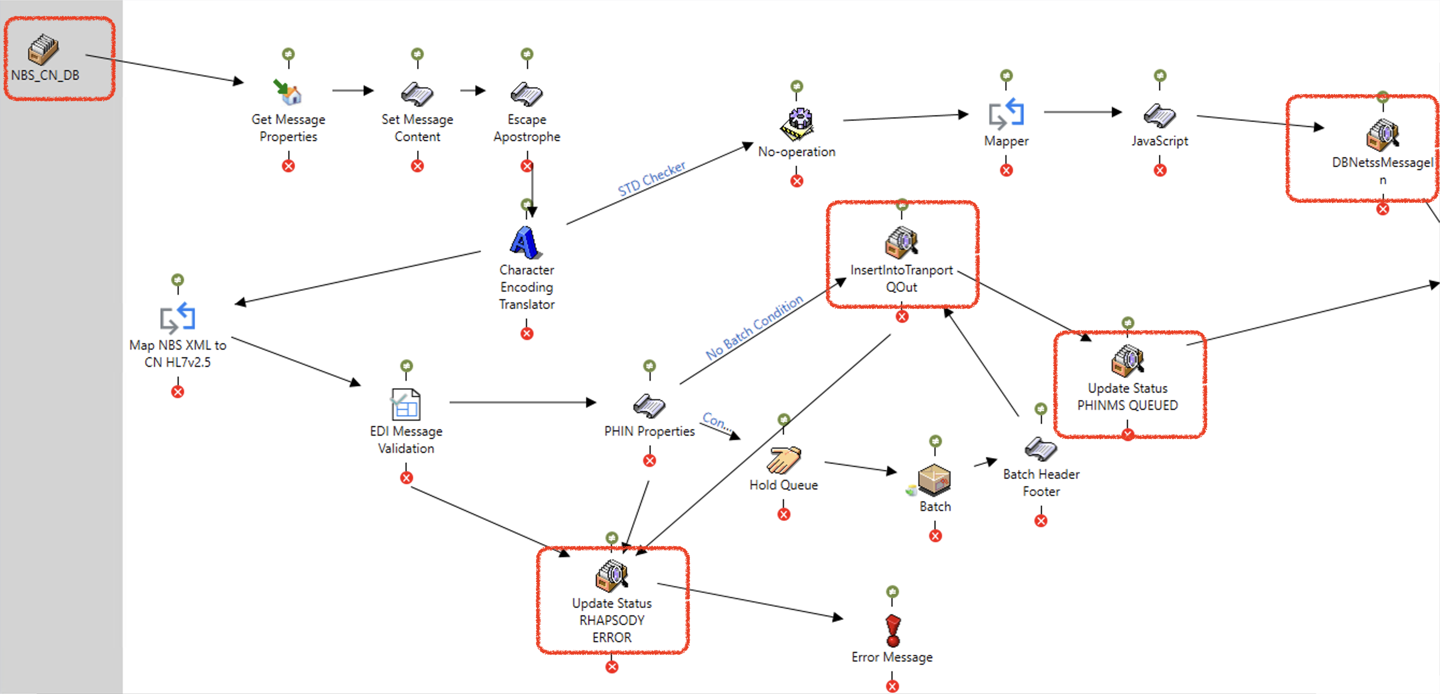 NBS_CN_DB
Get Message
Properties
Set Message
Content
Escape
Apostrophe
No-operation
Mapper
JavaScript
DBNetssMessageI
n
STD Checker
Character
Encoding
Translator
InsertIntoTranport
QOut
Map NBS XML to
CN HL7v2.5
No Batch Condition
Update Status
PHINMS QUEUED
EDI Message
Validation
PHIN Properties
Con...
Hold Queue
Batch
Batch Header
Footer
Update Status
RHAPSODY
ERROR
Error Message